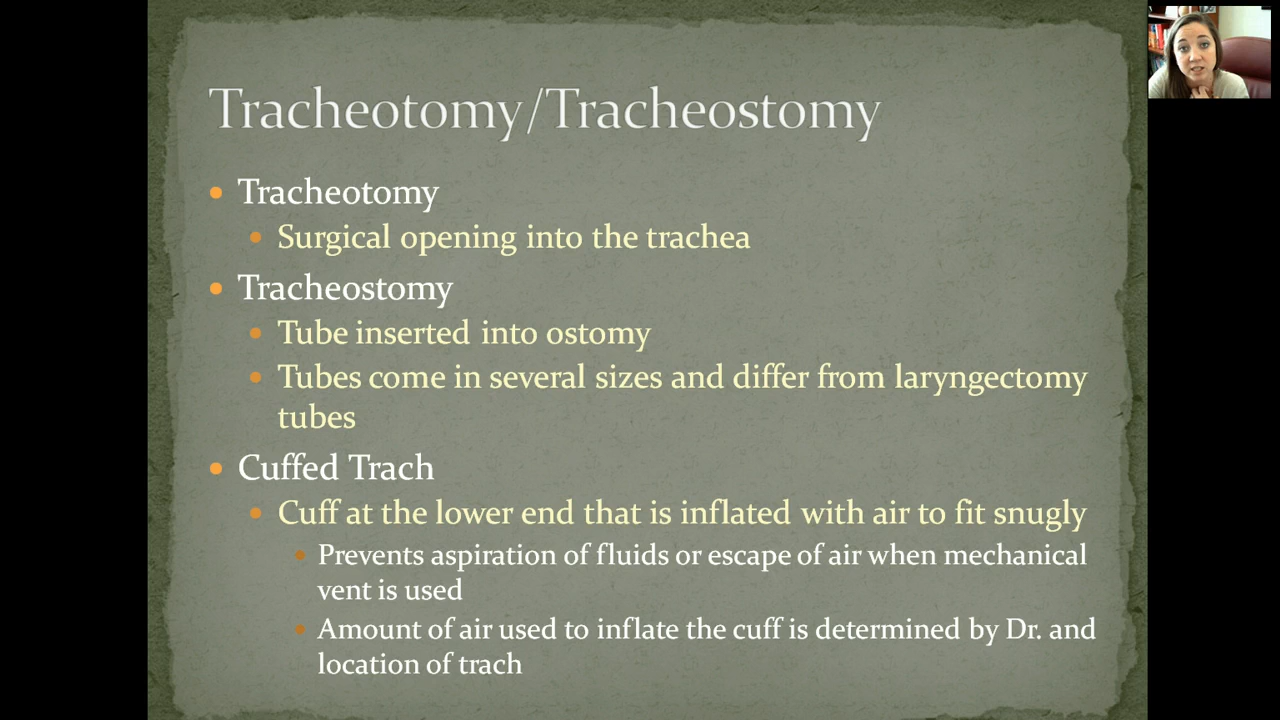 Tracheotomy/Tracheostomy
Tracheotomy
Surgical opening into the trachea
Tracheostomy
Tube inserted into ostomy
Tubes come in several sizes and differ from laryngectomy
tubes
Cuffed Trach
Cuff at the lower end that is inflated with air to fit snugly
Prevents aspiration of fluids or escape of air when mechanical
vent is used
Amount of air used to inflate the cuff is determined by Dr. and
location of trach